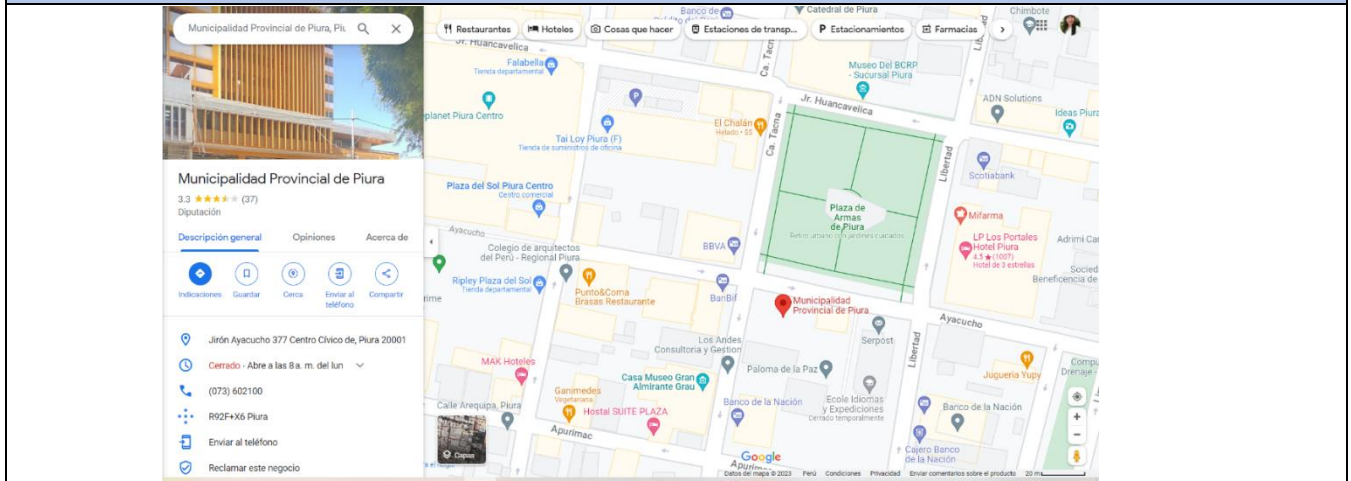 Municipalidad Provincial de Piura, Piu
Municipalidad Provincial de Piura
3.3 (37)
Diputación
Descripción general Opiniones Acerca de
Indicaciones Guardar Cerca Enviar al teléfono Compartir
Jirón Ayacucho 377 Centro Cívico de, Piura 20001
Cerrado · Abre a las 8 a. m. del lun
(073) 602100
R92F+X6 Piura
Enviar al teléfono
Reclamar este negocio
Restaurantes Hoteles Cosas que hacer Estaciones de transp... P Estacionamientos Farmacias
Banco de
Catedral de Piura
Chimbote
Jr. Huancavelica
Ca. Tacna
Lib
Falabella
Tienda departamental
Museo Del BCRP
- Sucursal Piura
Jr. Huancavelica
ADN Solutions
Ideas Piura
planet Piura Centro
El Chalán
Helado · $$
Ca. Tacna
Tai Loy Piura (F)
Tienda de suministros de oficina
Libertad
Scotiabank
Plaza del Sol Piura Centro
Centro comercial
Plaza de
Armas
de Piura
Retiro urbano con jardines cuidados
Mifarma
LP Los Portales
Hotel Piura
4.5 (1007)
Hotel de 3 estrellas
Adrimi Car
Ayacucho
Colegio de arquitectos
del Perú - Regional Piura
BBVA
Socied
Beneficencia de
Ripley Plaza del Sol
Tienda departamental
rime
Punto&Coma
Brasas Restaurante
BanBif
Municipalidad
Provincial de Piura
Ayacucho
Los Andes
Consultoria y Gestion
Serpost
Libertad
MAK Hoteles
Casa Museo Gran
Almirante Grau
Paloma de la Paz
Juguería Yupy
Compu
Drenaje -
Ganimedes
Vegetariana
Calle Arequipa, Piura
Hostal SUITE PLAZA
Banco de la Nación
Ecole Idiomas
y Expediciones
Cerrado temporalmente
Banco de la Nación
Apurimac
Capas
Cajero Banco
de la Nación
Google
Apurimac
Datos del mapa © 2023 Perú Condiciones Privacidad Enviar comentarios sobre el producto 20 m